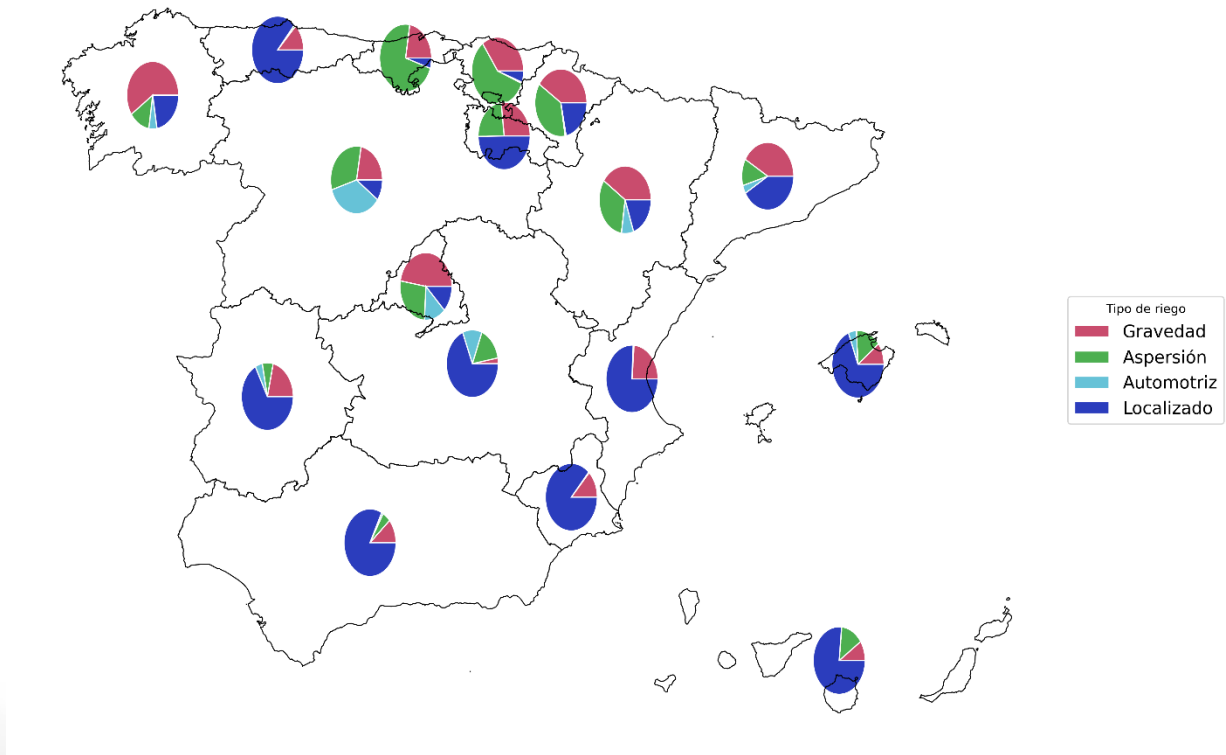 Tipo de riego
Gravedad
Aspersión
Automotriz
Localizado